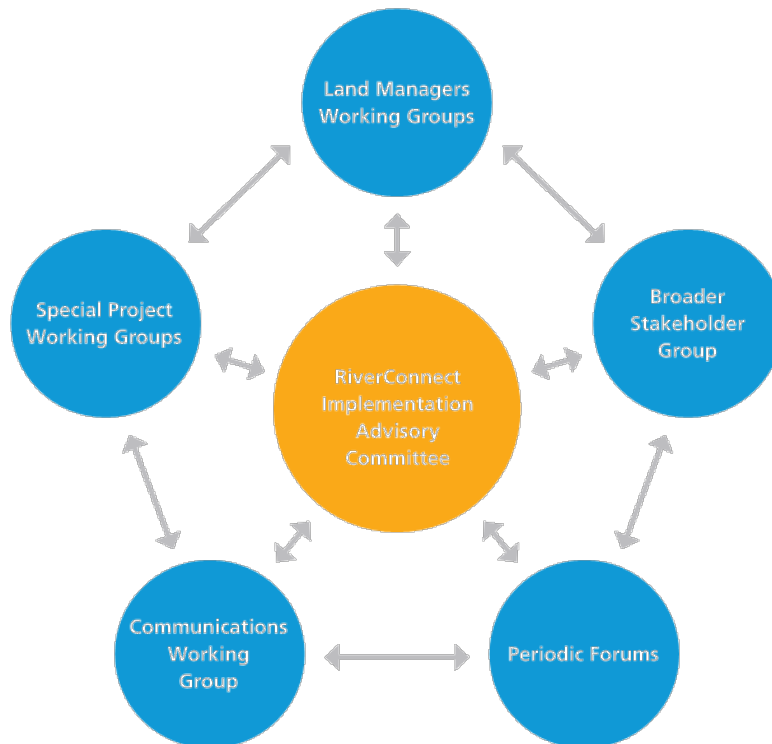 Land Managers
Working Groups
Special Project
Working Groups
Broader
Stakeholder
Group
RiverConnect
Implementation
Advisory
Committee
Communications
Working
Group
Periodic Forums